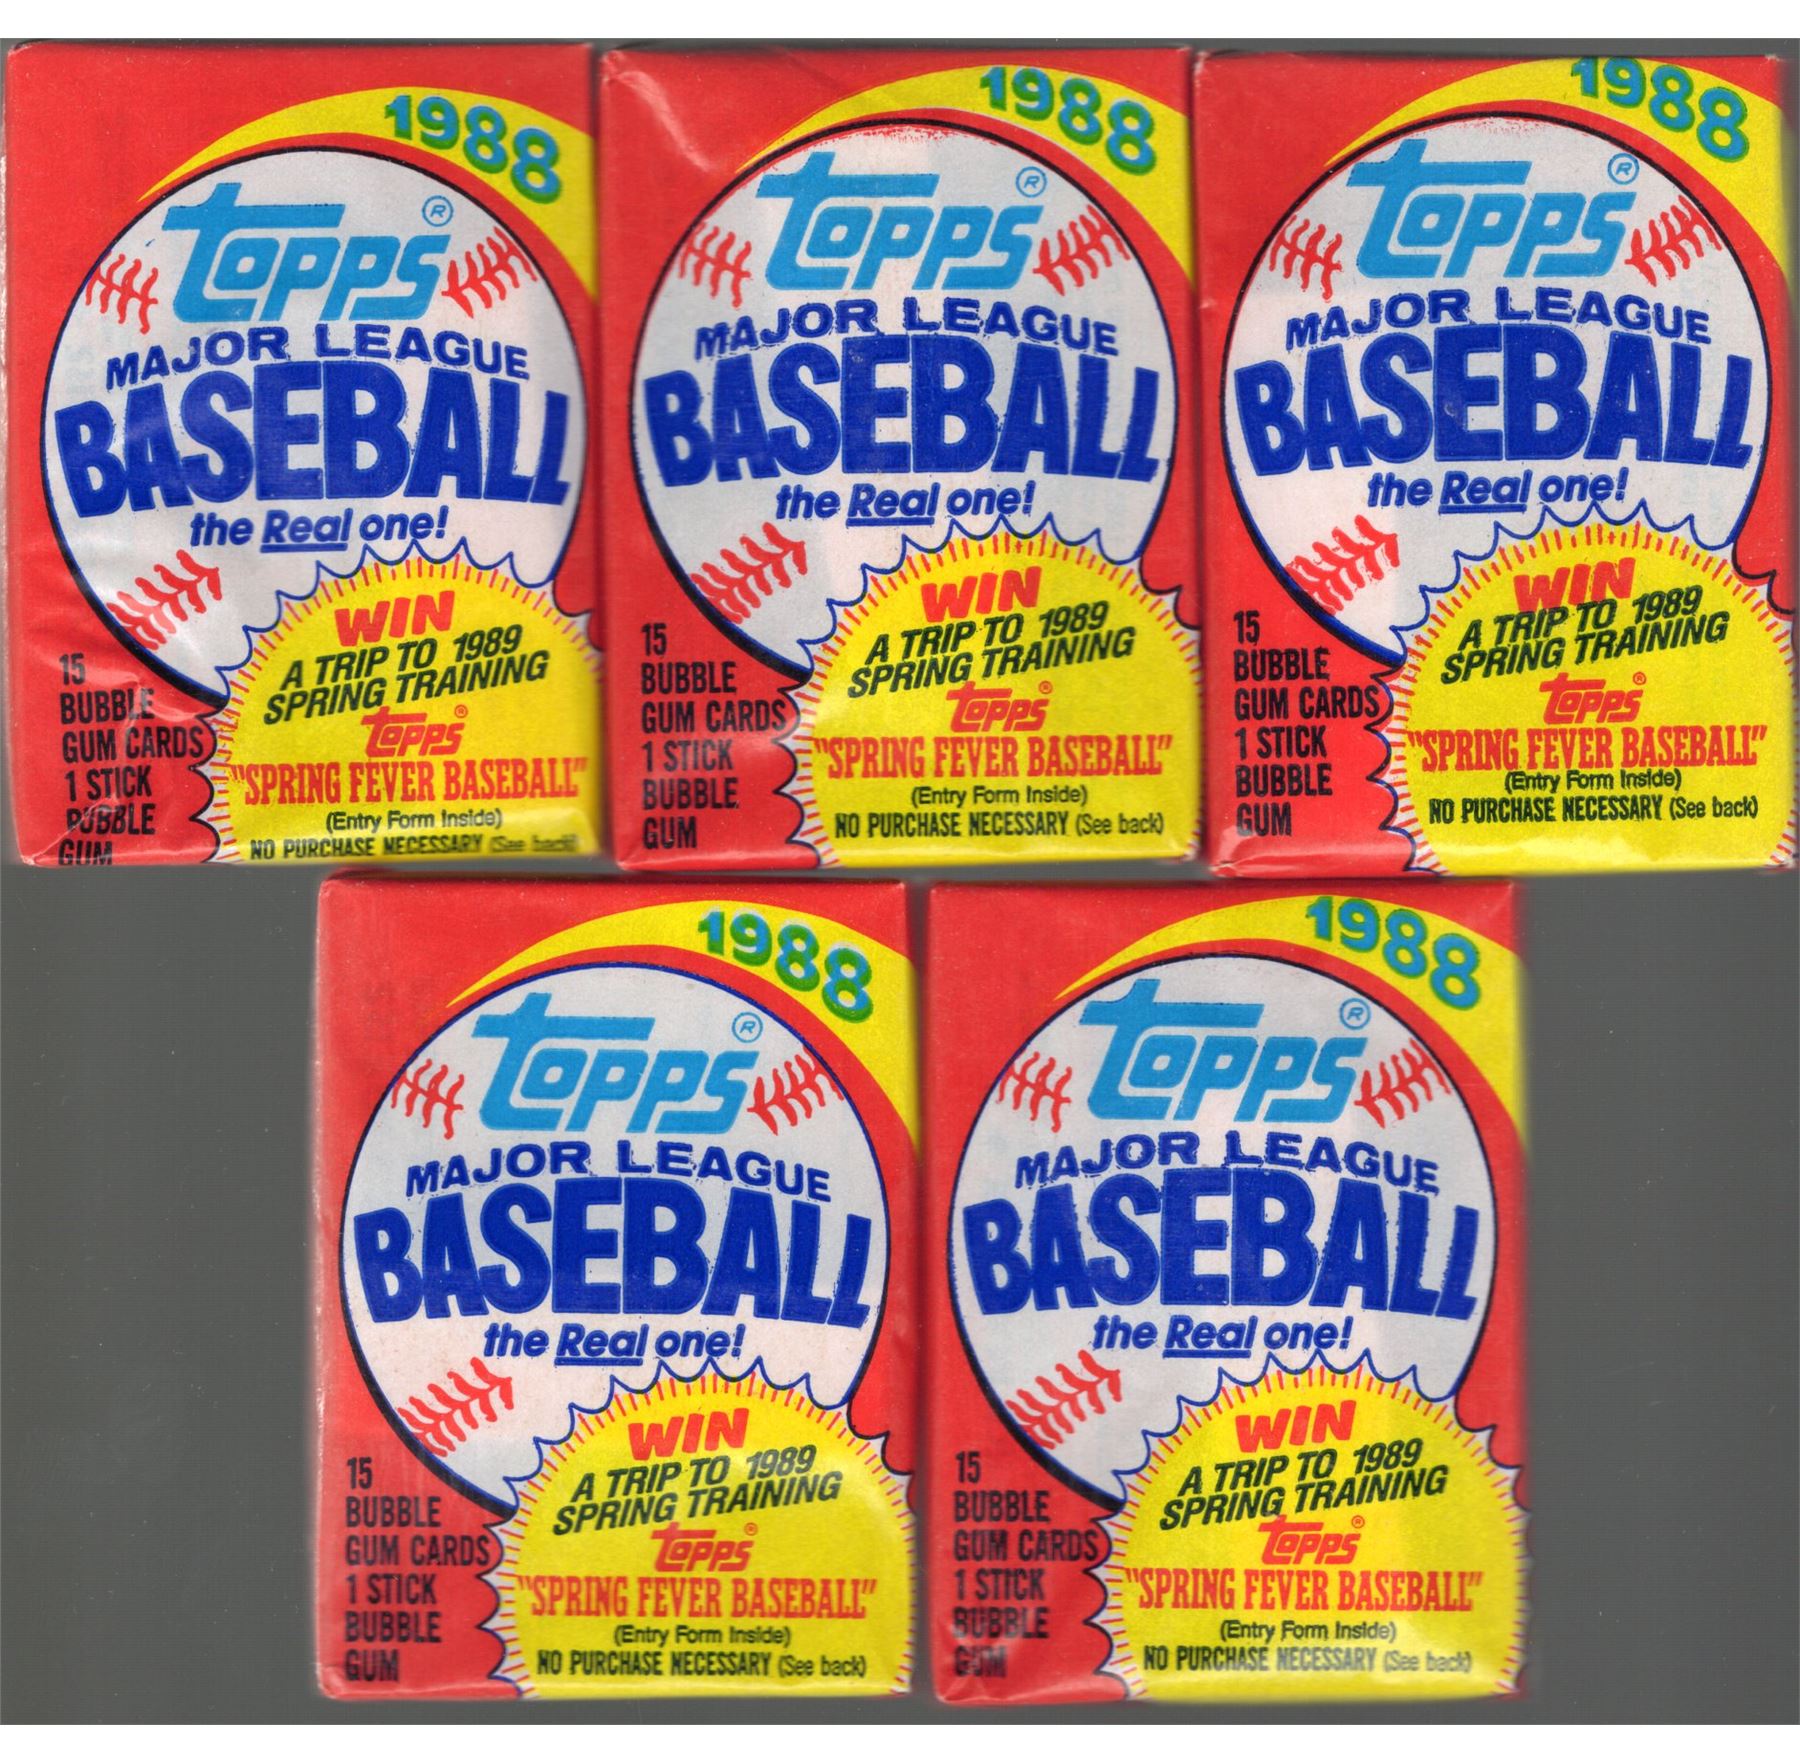 1988
topps®
MAJOR LEAGUE
BASEBALL
the Real one!
WIN
A TRIP TO 1989
SPRING TRAINING
topps®
"SPRING FEVER BASEBALL"
(Entry Form Inside)
NO PURCHASE NECESSARY (See back)
15
BUBBLE
GUM CARDS
1 STICK
BUBBLE
GUM
1988
topps®
MAJOR LEAGUE
BASEBALL
the Real one!
WIN
A TRIP TO 1989
SPRING TRAINING
topps®
"SPRING FEVER BASEBALL"
(Entry Form Inside)
NO PURCHASE NECESSARY (See back)
15
BUBBLE
GUM CARDS
1 STICK
BUBBLE
GUM
1988
topps®
MAJOR LEAGUE
BASEBALL
the Real one!
WIN
A TRIP TO 1989
SPRING TRAINING
topps®
"SPRING FEVER BASEBALL"
(Entry Form Inside)
NO PURCHASE NECESSARY (See back)
15
BUBBLE
GUM CARDS
1 STICK
BUBBLE
GUM
1988
topps®
MAJOR LEAGUE
BASEBALL
the Real one!
WIN
A TRIP TO 1989
SPRING TRAINING
topps®
"SPRING FEVER BASEBALL"
(Entry Form Inside)
NO PURCHASE NECESSARY (See back)
15
BUBBLE
GUM CARDS
1 STICK
BUBBLE
GUM
1988
topps®
MAJOR LEAGUE
BASEBALL
the Real one!
WIN
A TRIP TO 1989
SPRING TRAINING
topps®
"SPRING FEVER BASEBALL"
(Entry Form Inside)
NO PURCHASE NECESSARY (See back)
15
BUBBLE
GUM CARDS
1 STICK
BUBBLE
GUM